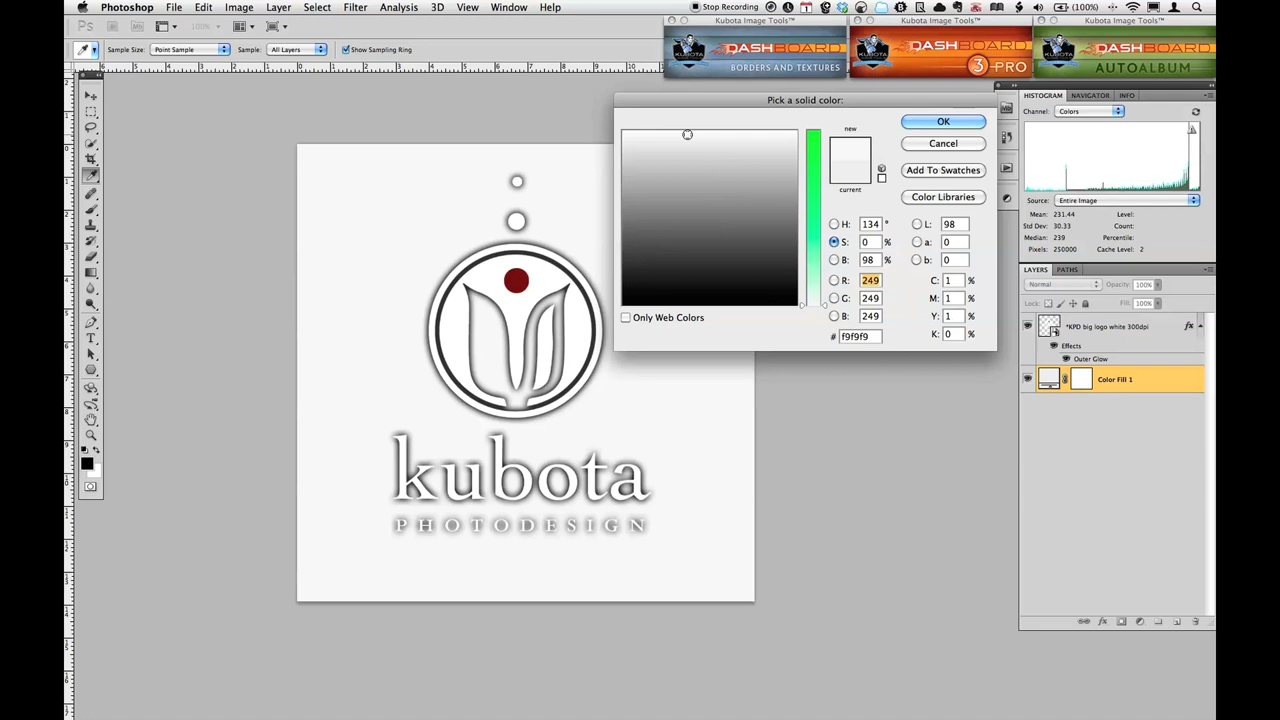 Photoshop File Edit Image Layer Select Filter Analysis 3D View Window Help Stop Recording (100%)
100%
Sample Size: Point Sample Sample: All Layers Show Sampling Ring
Kubota Image Tools™ Kubota Image Tools™ Kubota Image Tools™
DASHBOARD DASHBOARD DASHBOARD
BORDERS AND TEXTURES 3 PRO AUTOALBUM
Pick a solid color:
new
current
OK
Cancel
Add To Swatches
Color Libraries
H: 134 ° L: 98
S: 0 % a: 0
B: 98 % b: 0
R: 249 C: 1 %
G: 249 M: 1 %
B: 249 Y: 1 %
# f9f9f9 K: 0 %
Only Web Colors
HISTOGRAM NAVIGATOR INFO
Channel: Colors
Source: Entire Image
Mean: 231.44 Level:
Std Dev: 30.33 Count:
Median: 239 Percentile:
Pixels: 250000 Cache Level: 2
LAYERS PATHS
Normal Opacity: 100%
Lock: Fill: 100%
*KPD big logo white 300dpi fx
Effects
Outer Glow
Color Fill 1
kubota
PHOTODESIGN